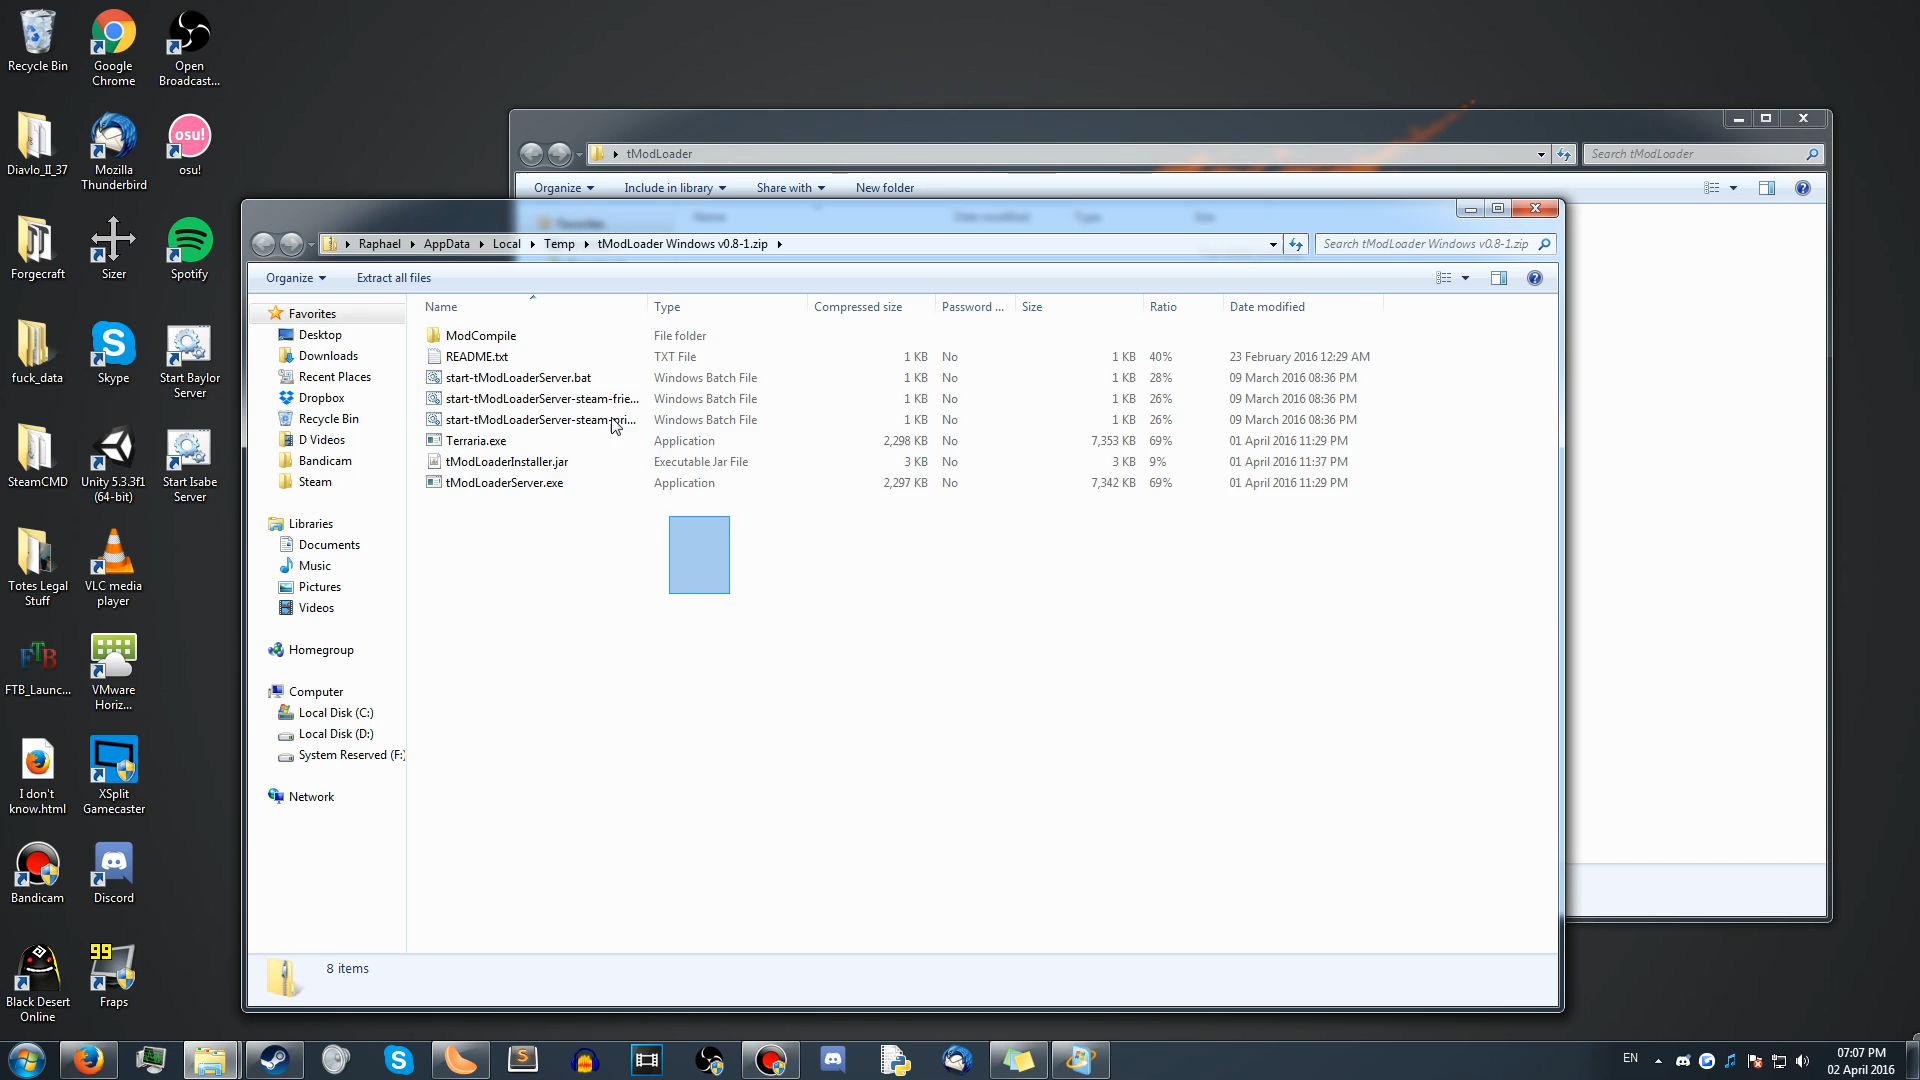 Recycle Bin
Google Chrome
Open Broadcast...
Diavlo_II_37
Mozilla Thunderbird
osu!
osu!
Forgecraft
Sizer
Spotify
fuck_data
Skype
Start Baylor Server
SteamCMD
Unity 5.3.3f1 (64-bit)
Start Isabe Server
Totes Legal Stuff
VLC media player
FTB
FTB_Launc...
VMware Horiz...
I don't know.html
XSplit Gamecaster
Bandicam
Discord
99
Black Desert Online
Fraps
tModLoader
Search tModLoader
Organize
Include in library
Share with
New folder
Favorites
Name
Date modified
Type
Size
Raphael
AppData
Local
Temp
tModLoader Windows v0.8-1.zip
Search tModLoader Windows v0.8-1.zip
Organize
Extract all files
Favorites
Desktop
Downloads
Recent Places
Dropbox
Recycle Bin
D Videos
Bandicam
Steam
Libraries
Documents
Music
Pictures
Videos
Homegroup
Computer
Local Disk (C:)
Local Disk (D:)
System Reserved (F:)
Network
Name Type Compressed size Password ... Size Ratio Date modified
ModCompile File folder
README.txt TXT File 1 KB No 1 KB 40% 23 February 2016 12:29 AM
start-tModLoaderServer.bat Windows Batch File 1 KB No 1 KB 28% 09 March 2016 08:36 PM
start-tModLoaderServer-steam-frie... Windows Batch File 1 KB No 1 KB 26% 09 March 2016 08:36 PM
start-tModLoaderServer-steam-pri... Windows Batch File 1 KB No 1 KB 26% 09 March 2016 08:36 PM
Terraria.exe Application 2,298 KB No 7,353 KB 69% 01 April 2016 11:29 PM
tModLoaderInstaller.jar Executable Jar File 3 KB No 3 KB 9% 01 April 2016 11:37 PM
tModLoaderServer.exe Application 2,297 KB No 7,342 KB 69% 01 April 2016 11:29 PM
8 items
EN
07:07 PM
02 April 2016